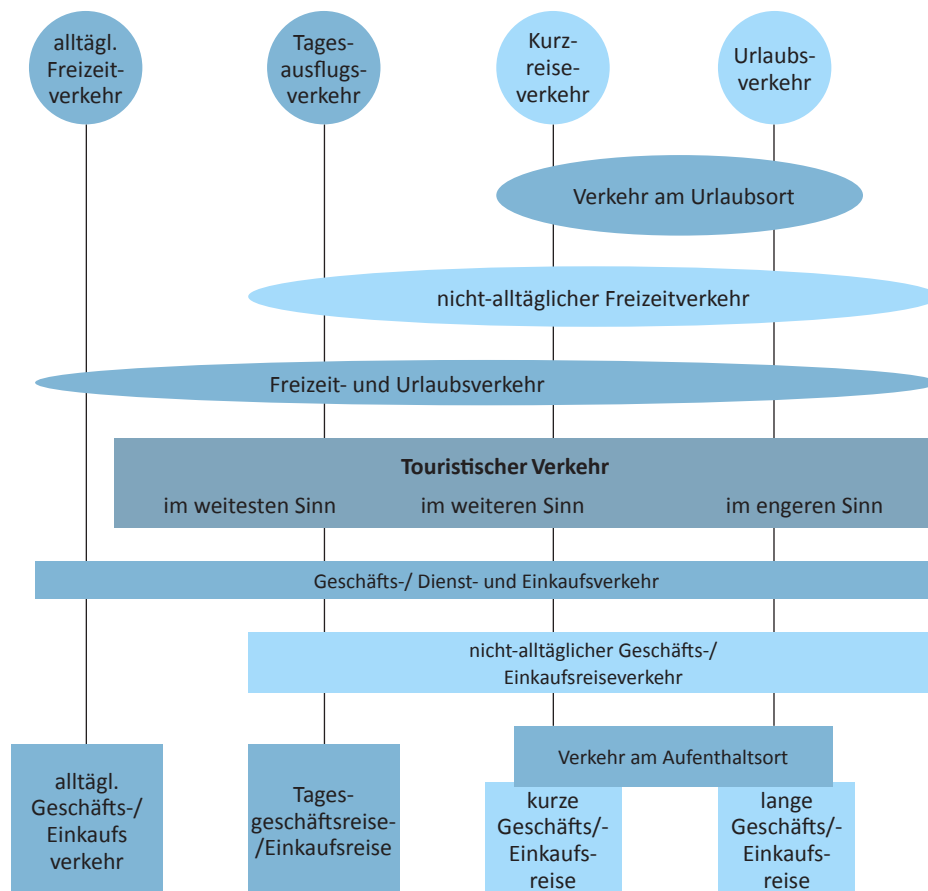 alltägl.
Freizeit-
verkehr
Tages-
ausflugs-
verkehr
Kurz-
reise-
verkehr
Urlaubs-
verkehr
Verkehr am Urlaubsort
nicht-alltäglicher Freizeitverkehr
Freizeit- und Urlaubsverkehr
Touristischer Verkehr
im weitesten Sinn im weiteren Sinn im engeren Sinn
Geschäfts-/ Dienst- und Einkaufsverkehr
nicht-alltäglicher Geschäfts-/
Einkaufsreiseverkehr
Verkehr am Aufenthaltsort
alltägl.
Geschäfts-/
Einkaufs
verkehr
Tages-
geschäftsreise-
/Einkaufsreise
kurze
Geschäfts/-
Einkaufs-
reise
lange
Geschäfts/-
Einkaufs-
reise